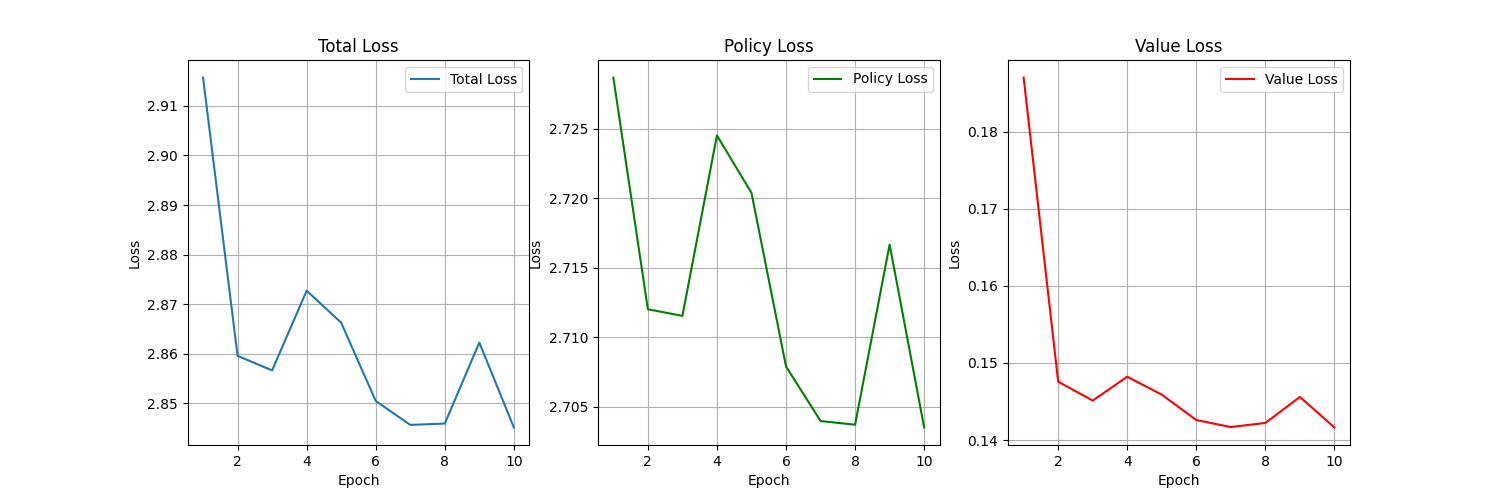 Total Loss
Total Loss
2.91
2.90
2.89
2.88
2.87
2.86
2.85
Loss
2 4 6 8 10
Epoch
Policy Loss
Policy Loss
2.725
2.720
2.715
2.710
2.705
Loss
2 4 6 8 10
Epoch
Value Loss
Value Loss
0.18
0.17
0.16
0.15
0.14
Loss
2 4 6 8 10
Epoch